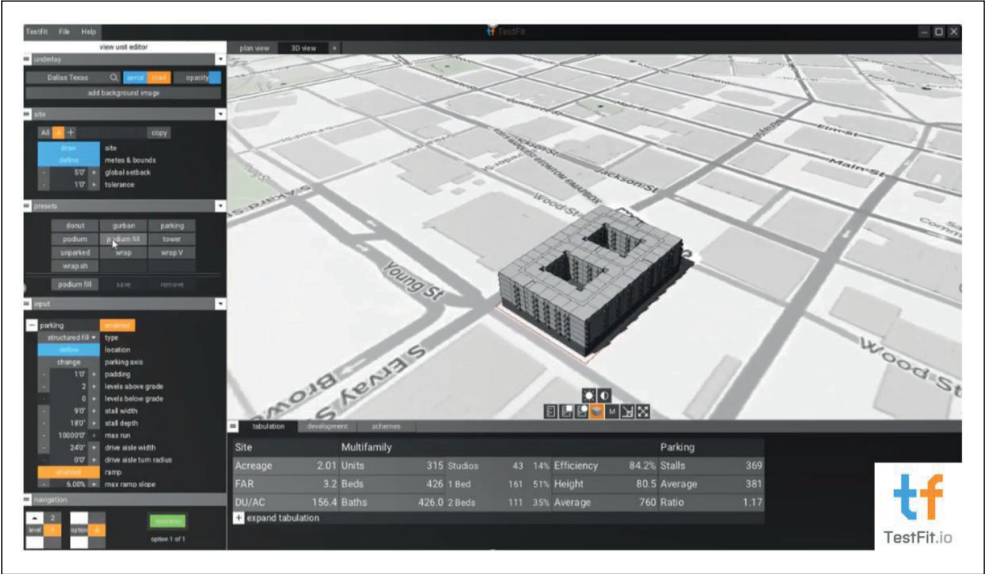 TestFit File Help
TestFit
view unit editor
plan view 3D view +
underlay
Dallas Texas aerial road opacity
add background image
site
All + copy
draw site
define metes & bounds
- 5'0" + global setback
- 1'0" + tolerance
presets
donut gurban parking
podium podium fill tower
unparked wrap wrap V
wrap sh
podium fill save remove
input
parking enabled
structured fill type
define location
change parking axis
- 1'0" + padding
- 2 + levels above grade
- 0 + levels below grade
- 9'0" + stall width
- 18'0" + stall depth
- 1000'0" + max run
- 24'0" + drive aisle width
- 0'0" + drive aisle turn radius
enabled ramp
- 6.00% + max ramp slope
navigation
2
level option
option 1 of 1
Jackson St
Wood St
Elm St
Main St
Young St
S Ervay St
Wood St
M
tabulation development schemes
Site Multifamily Parking
Acreage 2.01 Units 315 Studios 43 14% Efficiency 84.2% Stalls 369
FAR 3.2 Beds 426 1 Bed 161 51% Height 80.5 Average 381
DU/AC 156.4 Baths 426.0 2 Beds 111 35% Average 760 Ratio 1.17
+ expand tabulation
tf
TestFit.io